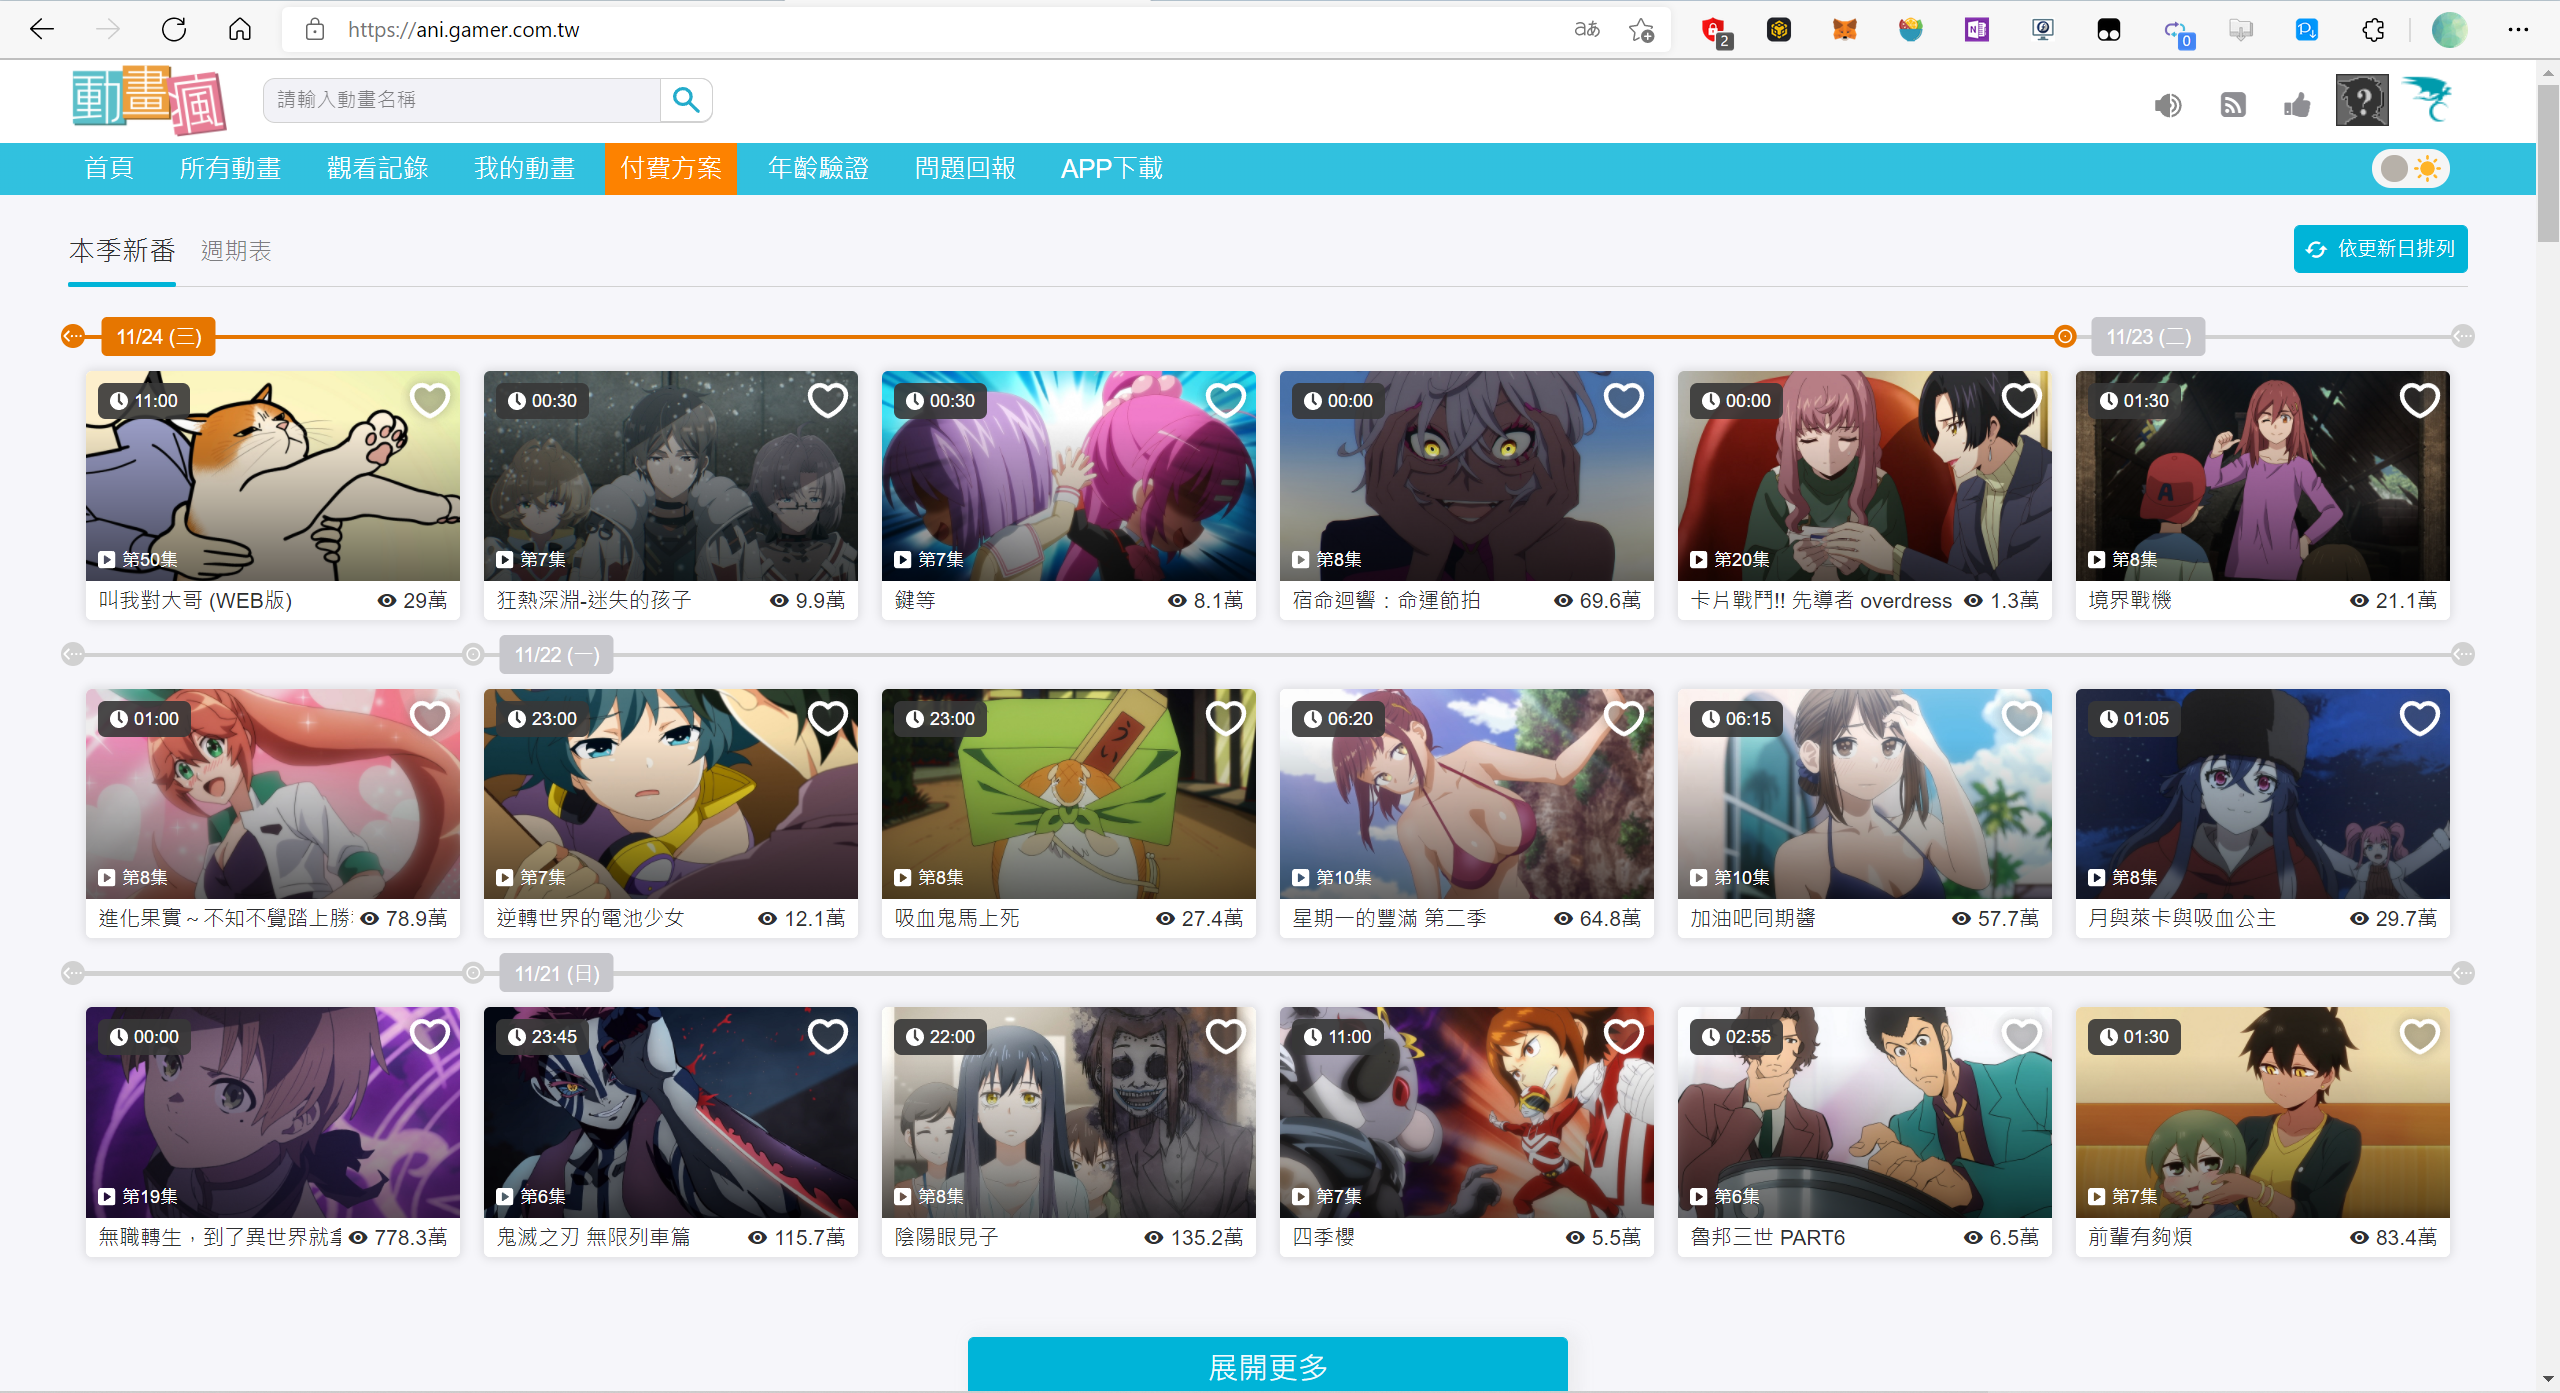 https://ani.gamer.com.tw
aあ
2
0
動畫瘋
請輸入動畫名稱
首頁 所有動畫 觀看記錄 我的動畫 付費方案 年齡驗證 問題回報 APP下載
本季新番 週期表 依更新日排列
11/24 (三) 11/23 (二)
11:00 00:30 00:30 00:00 00:00 01:30
A
第50集 第7集 第7集 第8集 第20集 第8集
叫我對大哥 (WEB版) 29萬 狂熱深淵-迷失的孩子 9.9萬 鍵等 8.1萬 宿命迴響：命運節拍 69.6萬 卡片戰鬥!! 先導者 overdress 1.3萬 境界戰機 21.1萬
11/22 (一)
01:00 23:00 23:00 06:20 06:15 01:05
うい
第8集 第7集 第8集 第10集 第10集 第8集
進化果實～不知不覺踏上勝 78.9萬 逆轉世界的電池少女 12.1萬 吸血鬼馬上死 27.4萬 星期一的豐滿 第二季 64.8萬 加油吧同期醬 57.7萬 月與萊卡與吸血公主 29.7萬
11/21 (日)
00:00 23:45 22:00 11:00 02:55 01:30
第19集 第6集 第8集 第7集 第6集 第7集
無職轉生，到了異世界就拿 778.3萬 鬼滅之刃 無限列車篇 115.7萬 陰陽眼見子 135.2萬 四季櫻 5.5萬 魯邦三世 PART6 6.5萬 前輩有夠煩 83.4萬
展開更多